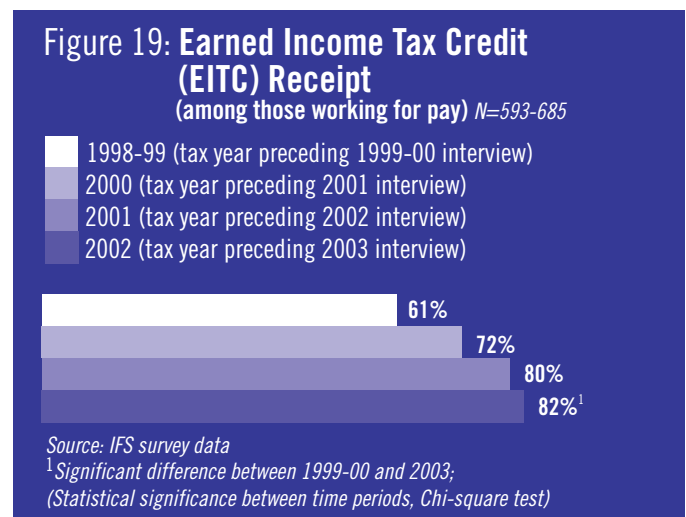 Figure 19: Earned Income Tax Credit
(EITC) Receipt
(among those working for pay) N=593-685
1998-99 (tax year preceding 1999-00 interview)
2000 (tax year preceding 2001 interview)
2001 (tax year preceding 2002 interview)
2002 (tax year preceding 2003 interview)
61%
72%
80%
82%¹
Source: IFS survey data
¹Significant difference between 1999-00 and 2003;
(Statistical significance between time periods, Chi-square test)